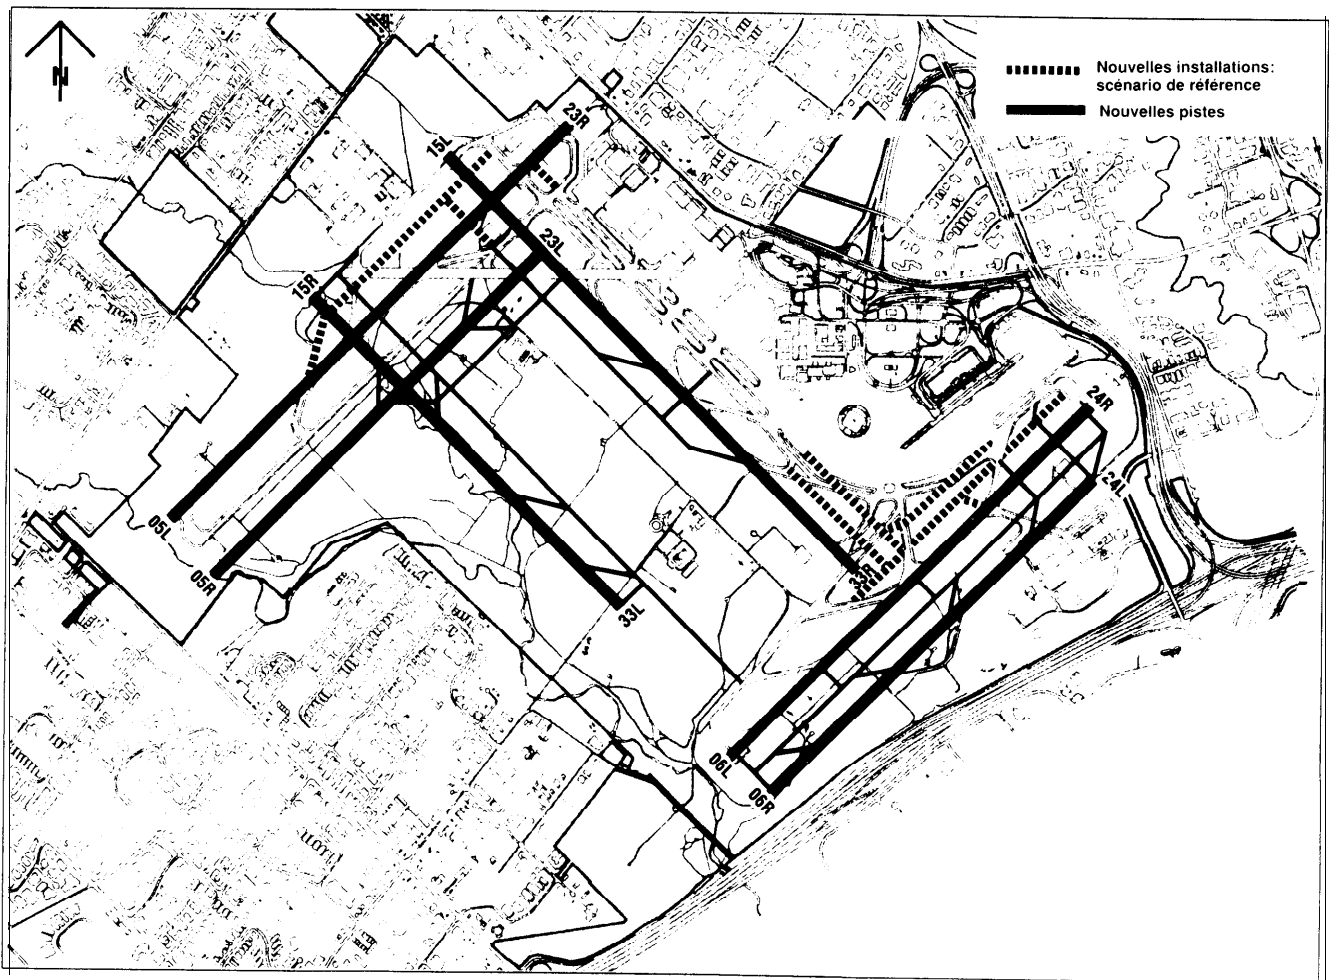 N
Nouvelles installations:
scénario de référence
Nouvelles pistes
23R
15L
23L
15R
24R
24L
05L
05R
33R
33L
06L
06R